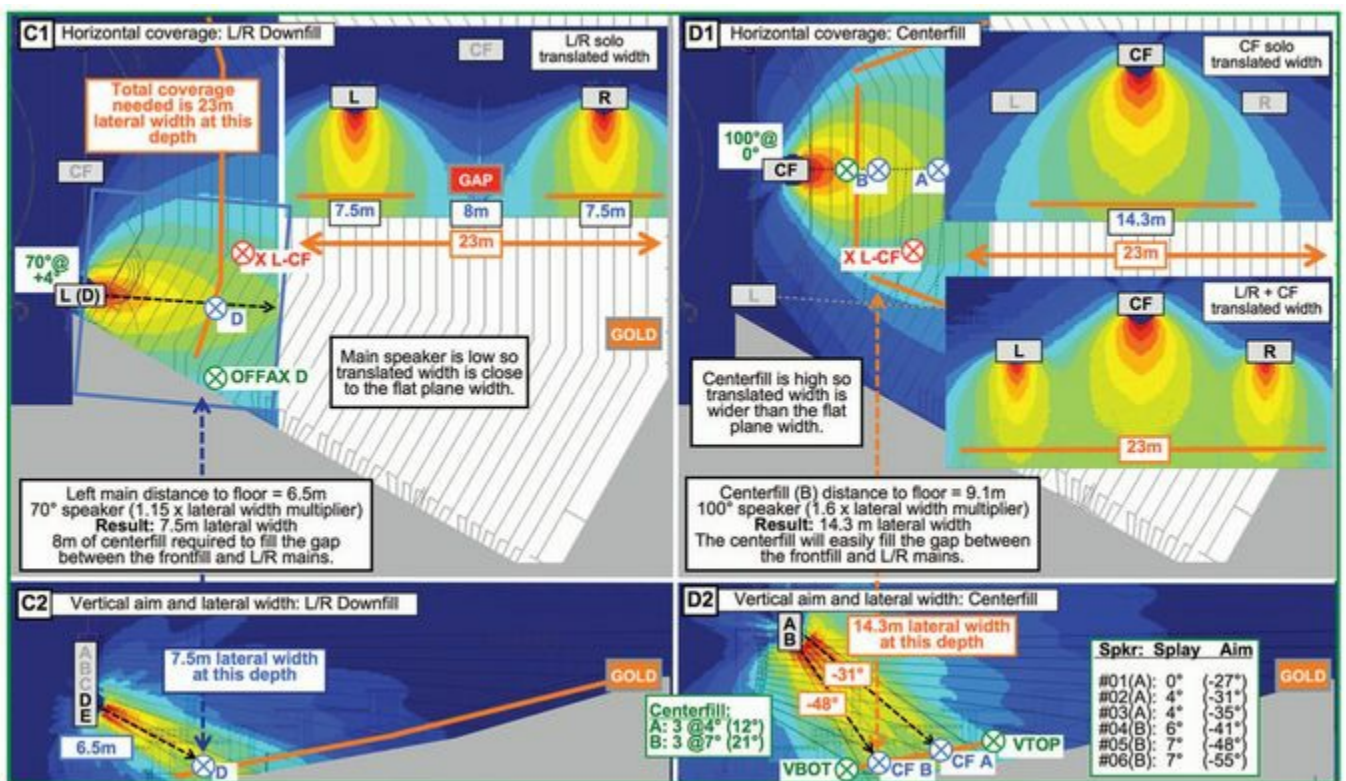 C1 Horizontal coverage: L/R Downfill
CF
L/R solo
translated width
Total coverage
needed is 23m
lateral width at this
depth
L
R
CF
GAP
7.5m
8m
7.5m
23m
X L-CF
70°@
+4°
L (D)
D
GOLD
OFFAX D
Main speaker is low so
translated width is close
to the flat plane width.
Left main distance to floor = 6.5m
70° speaker (1.15 x lateral width multiplier)
Result: 7.5m lateral width
8m of centerfill required to fill the gap
between the frontfill and L/R mains.
D1 Horizontal coverage: Centerfill
CF
CF solo
translated width
L
R
100°@
0°
CF
B
A
14.3m
23m
X L-CF
L
CF
L/R + CF
translated width
L
R
Centerfill is high so
translated width is
wider than the flat
plane width.
23m
Centerfill (B) distance to floor = 9.1m
100° speaker (1.6 x lateral width multiplier)
Result: 14.3 m lateral width
The centerfill will easily fill the gap between
the frontfill and L/R mains.
C2 Vertical aim and lateral width: L/R Downfill
A
B
C
D
E
7.5m lateral width
at this depth
GOLD
6.5m
D
D2 Vertical aim and lateral width: Centerfill
A
B
14.3m lateral width
at this depth
-31°
-48°
Centerfill:
A: 3 @4° (12°)
B: 3 @7° (21°)
VBOT
CF B
CF A
VTOP
Spkr: Splay Aim
#01(A): 0° (-27°)
#02(A): 4° (-31°)
#03(A): 4° (-35°)
#04(B): 6° (-41°)
#05(B): 7° (-48°)
#06(B): 7° (-55°)
GOLD